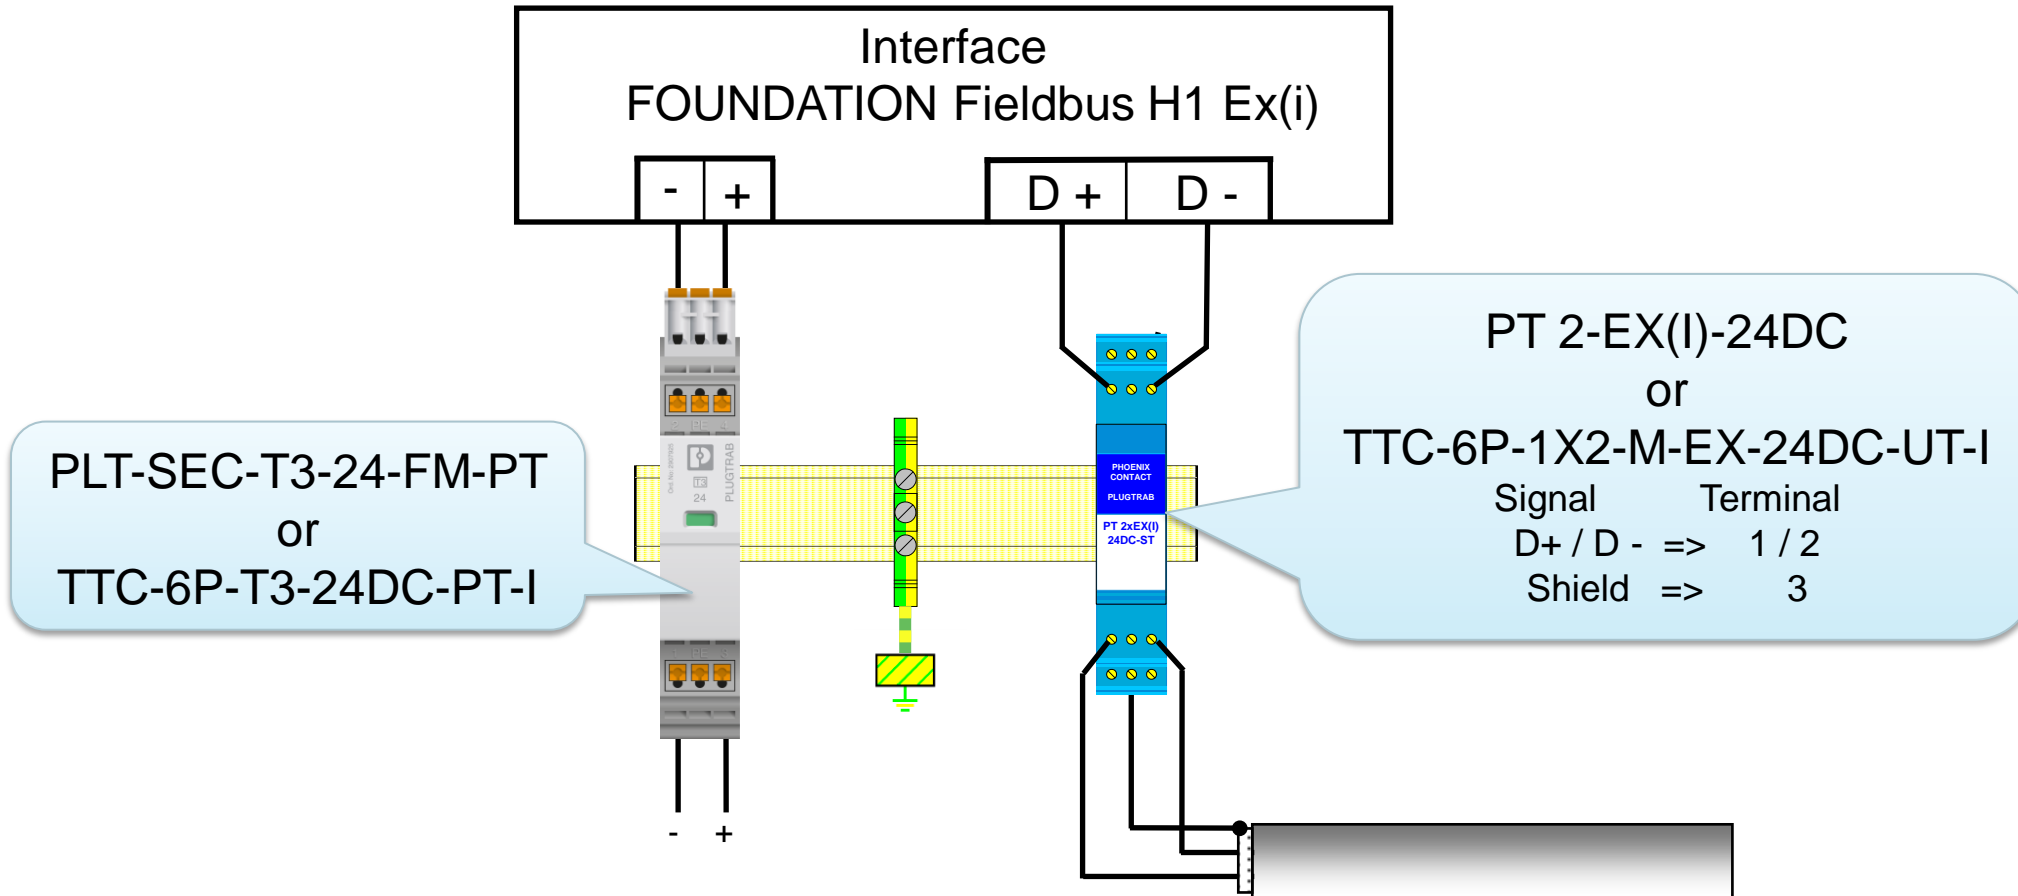 Interface
FOUNDATION Fieldbus H1 Ex(i)
- + D + D -
PT 2-EX(I)-24DC
or
TTC-6P-1X2-M-EX-24DC-UT-I
Signal Terminal
D+ / D - => 1 / 2
Shield => 3
PLT-SEC-T3-24-FM-PT
or
TTC-6P-T3-24DC-PT-I
T3
24
PLUGTRAB
PHOENIX
CONTACT
PLUGTRAB
PT 2xEX(I)
24DC-ST
- +